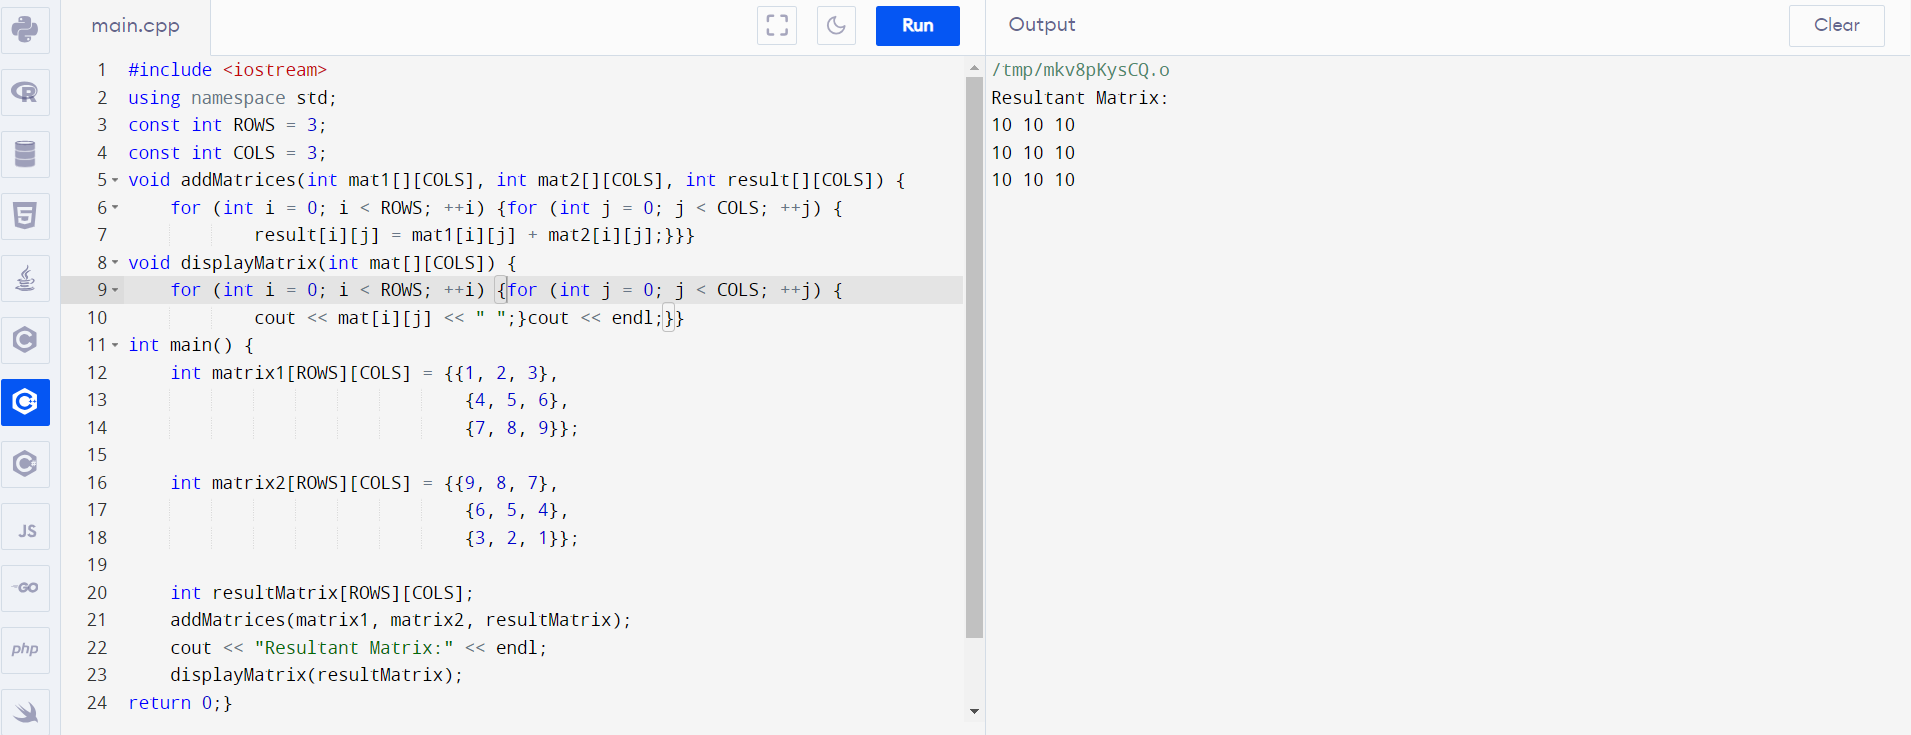 main.cpp
Run
Output
Clear
1 #include <iostream>
2 using namespace std;
3 const int ROWS = 3;
4 const int COLS = 3;
5 void addMatrices(int mat1[][COLS], int mat2[][COLS], int result[][COLS]) {
6     for (int i = 0; i < ROWS; ++i) {for (int j = 0; j < COLS; ++j) {
7             result[i][j] = mat1[i][j] + mat2[i][j];}}}
8 void displayMatrix(int mat[][COLS]) {
9     for (int i = 0; i < ROWS; ++i) {for (int j = 0; j < COLS; ++j) {
10             cout << mat[i][j] << " ";}cout << endl;}}
11 int main() {
12     int matrix1[ROWS][COLS] = {{1, 2, 3},
13                                 {4, 5, 6},
14                                 {7, 8, 9}};
15
16     int matrix2[ROWS][COLS] = {{9, 8, 7},
17                                 {6, 5, 4},
18                                 {3, 2, 1}};
19
20     int resultMatrix[ROWS][COLS];
21     addMatrices(matrix1, matrix2, resultMatrix);
22     cout << "Resultant Matrix:" << endl;
23     displayMatrix(resultMatrix);
24 return 0;}
/tmp/mkv8pKysCQ.o
Resultant Matrix:
10 10 10
10 10 10
10 10 10
R
5
C
C++
C#
JS
GO
php